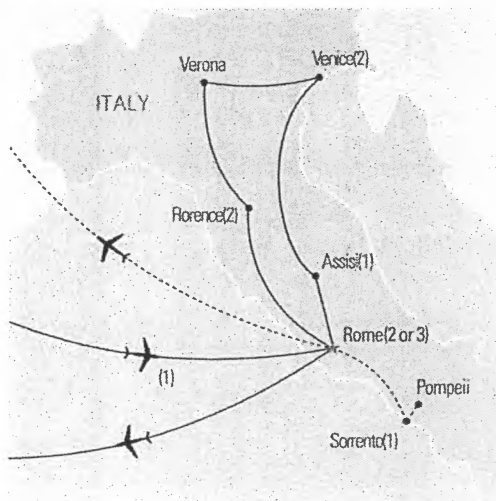 Verona
Venice(2)
ITALY
Rorence(2)
Assisi(1)
Rome(2 or 3)
(1)
Pompeii
Sorrento(1)